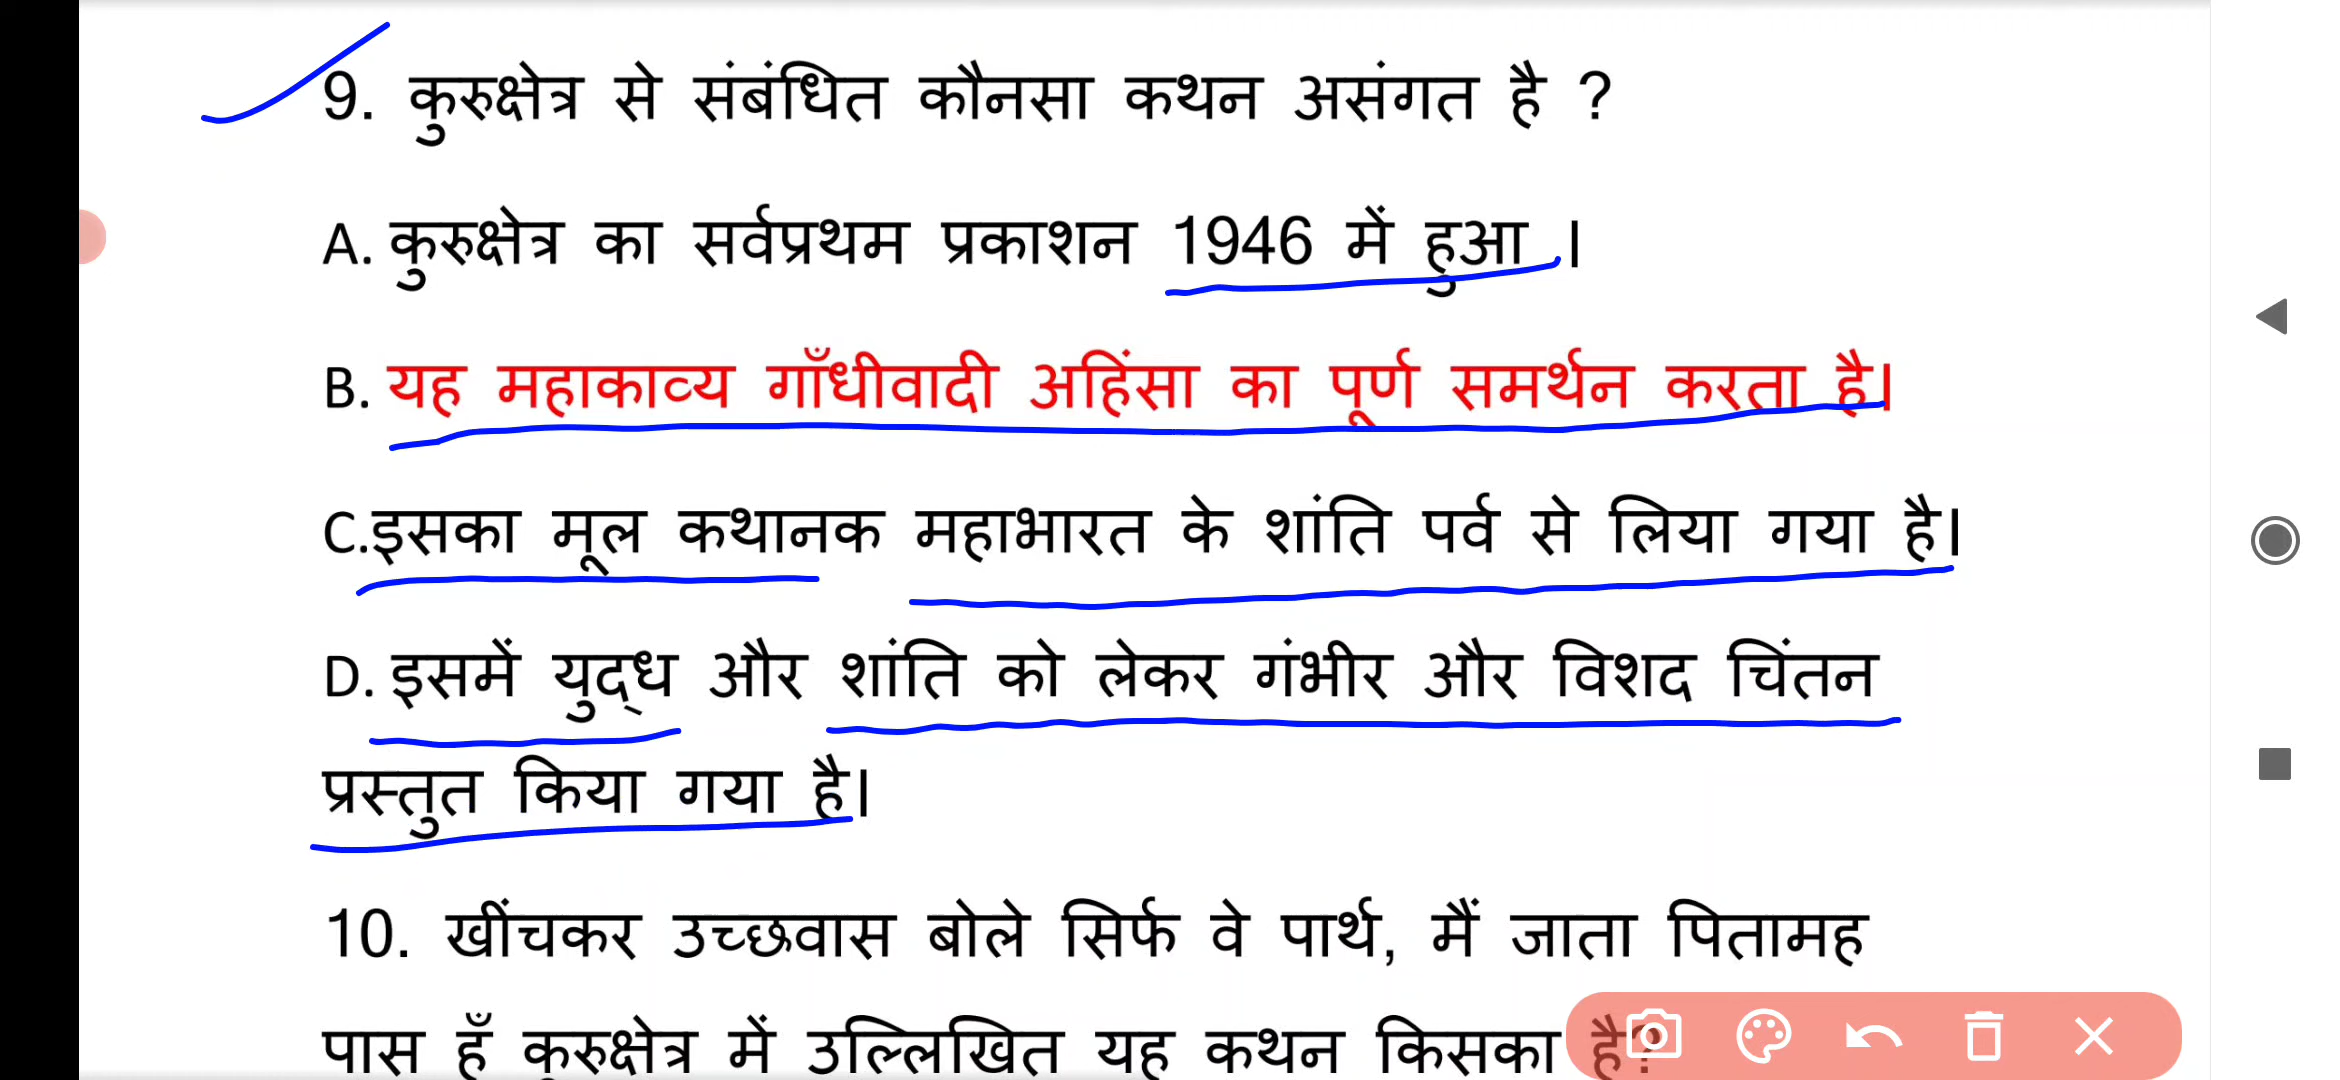 9. कुरुक्षेत्र से संबंधित कौनसा कथन असंगत है ?
A. कुरुक्षेत्र का सर्वप्रथम प्रकाशन 1946 में हुआ ।
B. यह महाकाव्य गाँधीवादी अहिंसा का पूर्ण समर्थन करता है।
C.इसका मूल कथानक महाभारत के शांति पर्व से लिया गया है।
D. इसमें युद्‌ध और शांति को लेकर गंभीर और विशद चिंतन
प्रस्तुत किया गया है।
10. खींचकर उच्छवास बोले सिर्फ वे पार्थ, मैं जाता पितामह
पास हूँ कुरुक्षेत्र में उल्लिखित यह कथन किसका है?